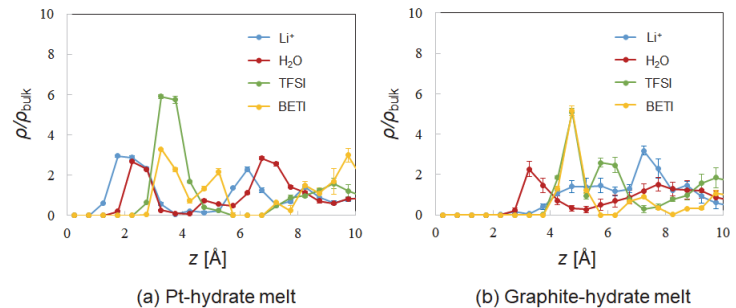 10
8
6
4
2
0
ρ/ρbulk
Li⁺
H₂O
TFSI
BETI
0 2 4 6 8 10
z [Å]
(a) Pt-hydrate melt
10
8
6
4
2
0
ρ/ρbulk
Li⁺
H₂O
TFSI
BETI
0 2 4 6 8 10
z [Å]
(b) Graphite-hydrate melt